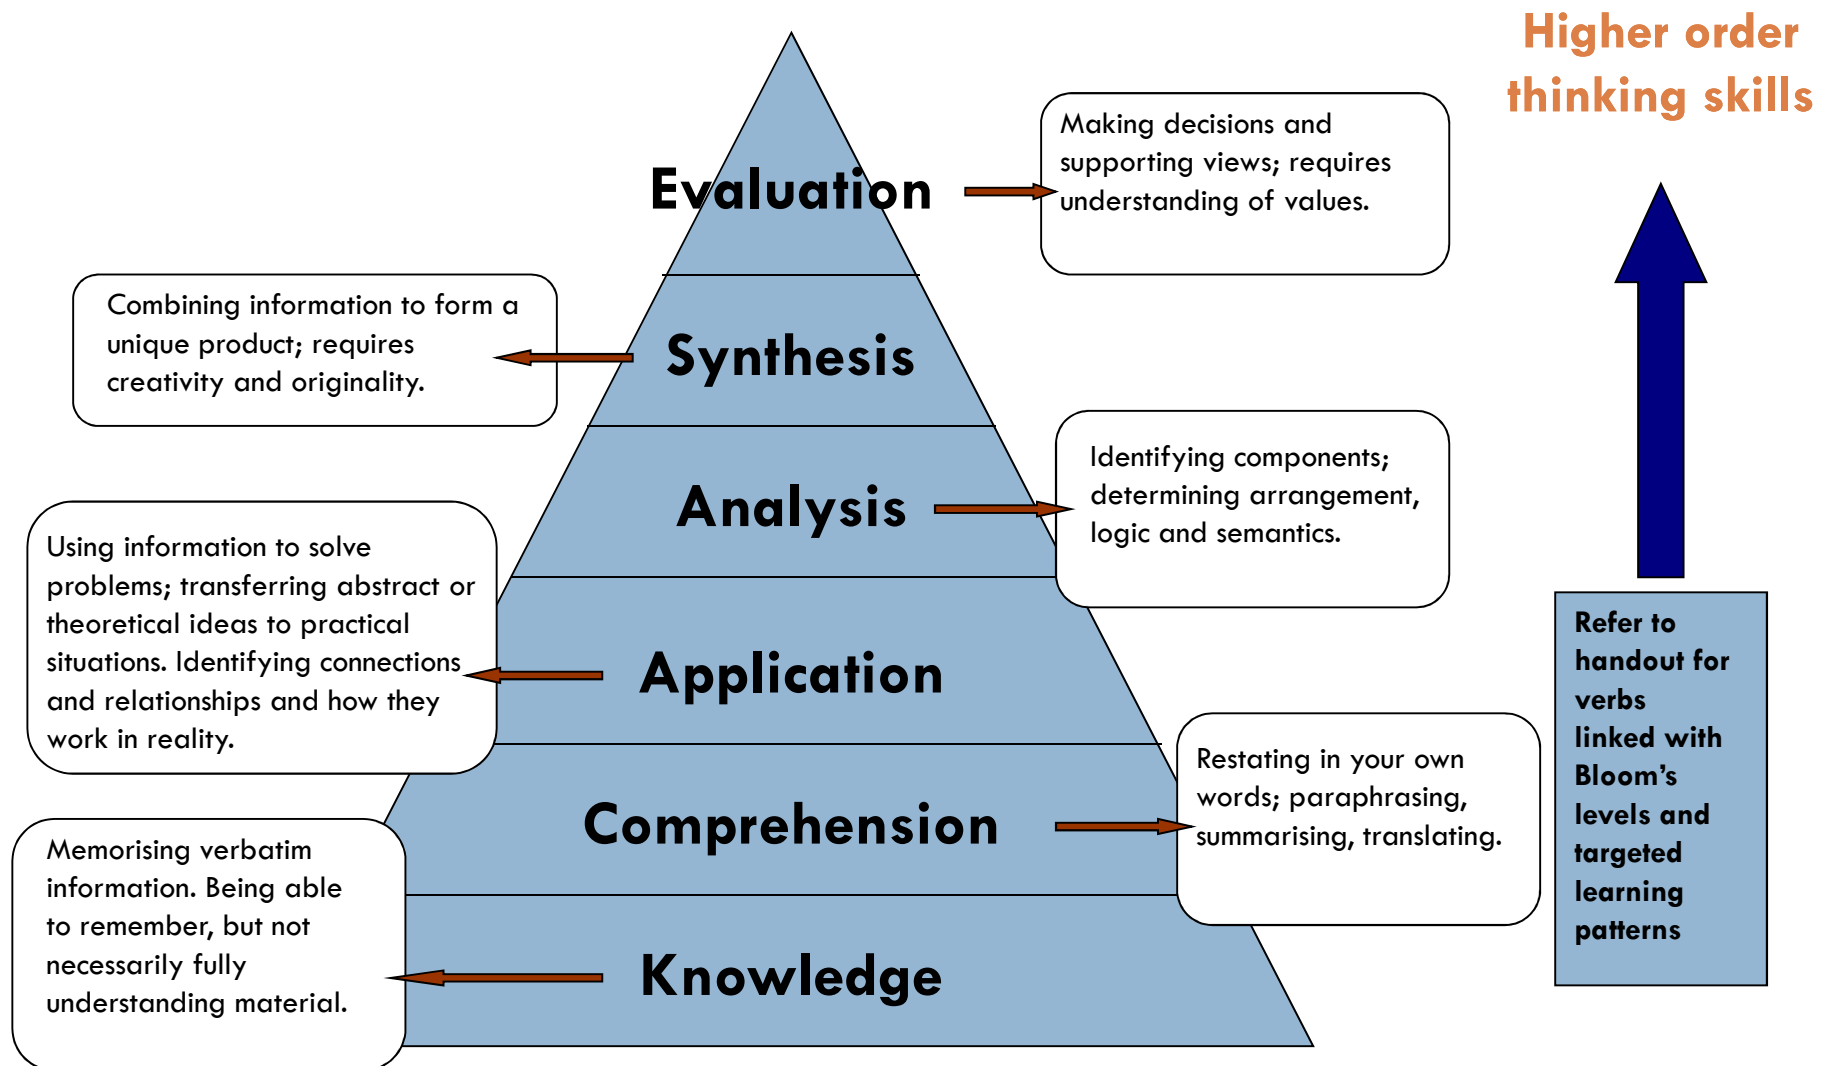 Higher order
thinking skills
Evaluation
Making decisions and
supporting views; requires
understanding of values.
Synthesis
Combining information to form a
unique product; requires
creativity and originality.
Analysis
Identifying components;
determining arrangement,
logic and semantics.
Application
Using information to solve
problems; transferring abstract or
theoretical ideas to practical
situations. Identifying connections
and relationships and how they
work in reality.
Comprehension
Restating in your own
words; paraphrasing,
summarising, translating.
Knowledge
Memorising verbatim
information. Being able
to remember, but not
necessarily fully
understanding material.
Refer to
handout for
verbs
linked with
Bloom’s
levels and
targeted
learning
patterns